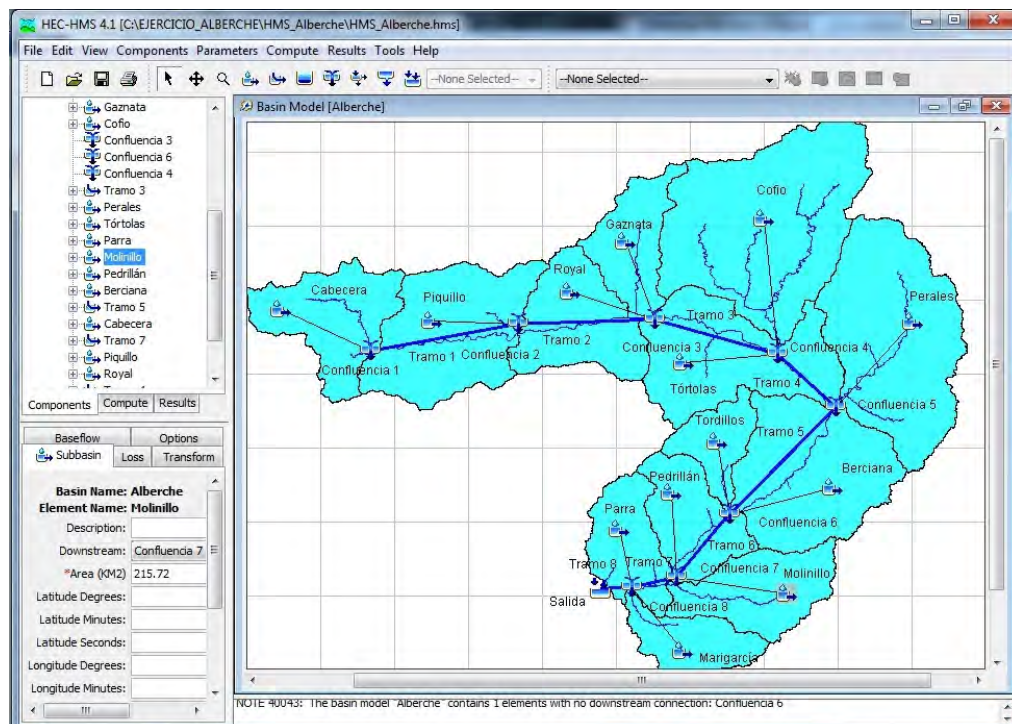 HEC-HMS 4.1 [C:\EJERCICIO_ALBERCHE\HMS_Alberche\HMS_Alberche.hms]
File Edit View Components Parameters Compute Results Tools Help
--None Selected-- --None Selected--
Gaznata
Cofio
Confluencia 3
Confluencia 6
Confluencia 4
Tramo 3
Perales
Tórtolas
Parra
Molinillo
Pedrillán
Berciana
Tramo 5
Cabecera
Tramo 7
Piquillo
Royal
Components Compute Results
Baseflow Options
Subbasin Loss Transform
Basin Name: Alberche
Element Name: Molinillo
Description:
Downstream: Confluencia 7
*Area (KM2) 215.72
Latitude Degrees:
Latitude Minutes:
Latitude Seconds:
Longitude Degrees:
Longitude Minutes:
Basin Model [Alberche]
Cofio
Gaznata
Royal
Cabecera
Piquillo
Perales
Tramo 3
Tramo 1 Confluencia 2 Tramo 2 Confluencia 3 Confluencia 4
Confluencia 1
Tórtolas Tramo 4
Confluencia 5
Tordillos Tramo 5
Pedrillán Berciana
Parra Confluencia 6
Tramo 6
Tramo 8 Tramo 7 Confluencia 7 Molinillo
Salida Confluencia 8
Marigarcía
NOTE 40043: The basin model "Alberche" contains 1 elements with no downstream connection: Confluencia 6